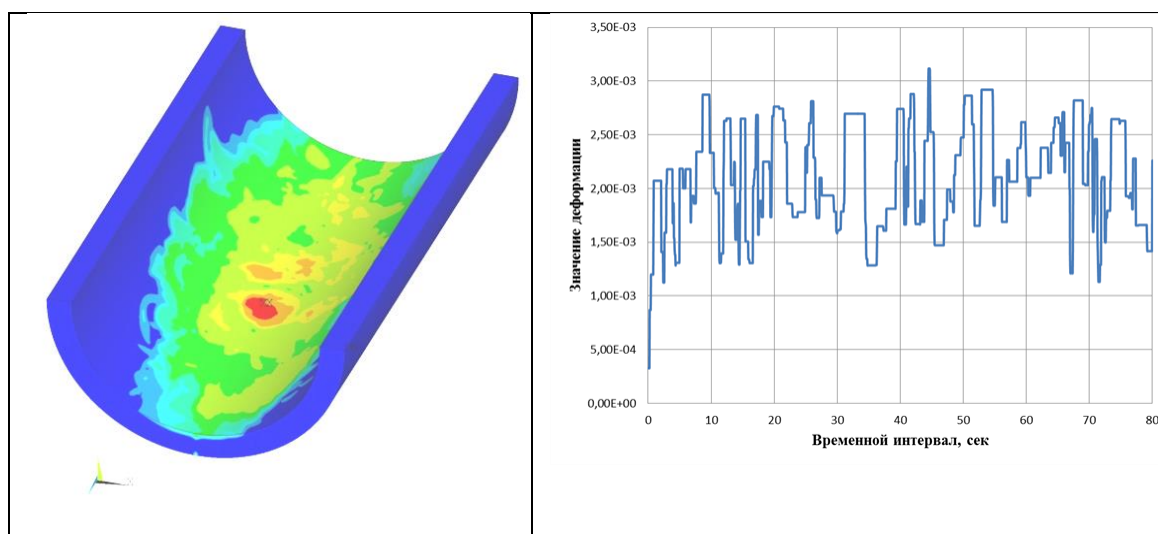 3,50E-03
3,00E-03
2,50E-03
2,00E-03
1,50E-03
1,00E-03
5,00E-04
0,00E+00
Значение деформации
0 10 20 30 40 50 60 70 80
Временной интервал, сек